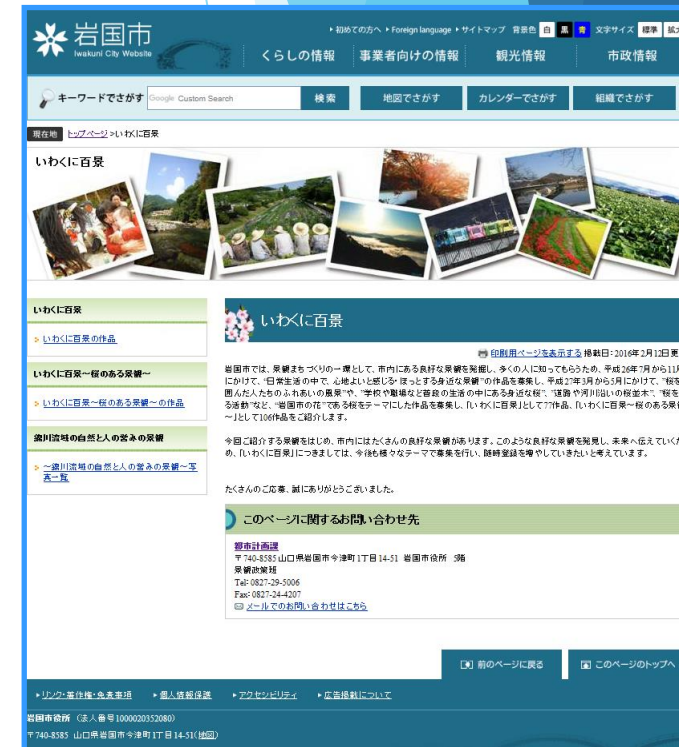 岩国市
Iwakuni City Website
初めての方へ Foreign language サイトマップ 背景色 白 黒 青 文字サイズ 標準 拡大
くらしの情報 事業者向けの情報 観光情報 市政情報
キーワードでさがす Google Custom Search 検索 地図でさがす カレンダーでさがす 組織でさがす
現在地 トップページ>いわくに百景
いわくに百景
いわくに百景
> いわくに百景の作品
いわくに百景~桜のある景観~
> いわくに百景~桜のある景観~の作品
錦川流域の自然と人の営みの景観
> ~錦川流域の自然と人の営みの景観~写
真一覧
いわくに百景
印刷用ページを表示する 掲載日:2016年2月12日更
岩国市では、景観まちづくりの一環として、市内にある良好な景観を発掘し、多くの人に知ってもらうため、平成26年7月から11月
にかけて、"日常生活の中で、心地よいと感じる・ほっとする身近な景観"の作品を募集し、平成27年3月から5月にかけて、"桜を
囲んだ人たちのふれあいの風景"や、"学校や職場など普段の生活の中にある身近な桜"、"道路や河川沿いの桜並木"、"桜を
る活動"など、"岩国市の花"である桜をテーマにした作品を募集し、「いわくに百景」として77作品、「いわくに百景~桜のある景観
~」として106作品をご紹介します。
今回ご紹介する景観をはじめ、市内にはたくさんの良好な景観があります。このような良好な景観を発見し、未来へ伝えていくた
め、「いわくに百景」につきましては、今後も様々なテーマで募集を行い、随時登録を増やしていきたいと考えています。
たくさんのご応募、誠にありがとうございました。
このページに関するお問い合わせ先
都市計画課
〒740-8585 山口県岩国市今津町1丁目14-51 岩国市役所 5階
景観政策班
Tel:0827-29-5006
Fax:0827-24-4207
メールでのお問い合わせはこちら
前のページに戻る このページのトップへ
リンク・著作権・免責事項 個人情報保護 アクセシビリティ 広告掲載について
岩国市役所 (法人番号1000020352080)
〒740-8585 山口県岩国市今津町1丁目14-51(地図)